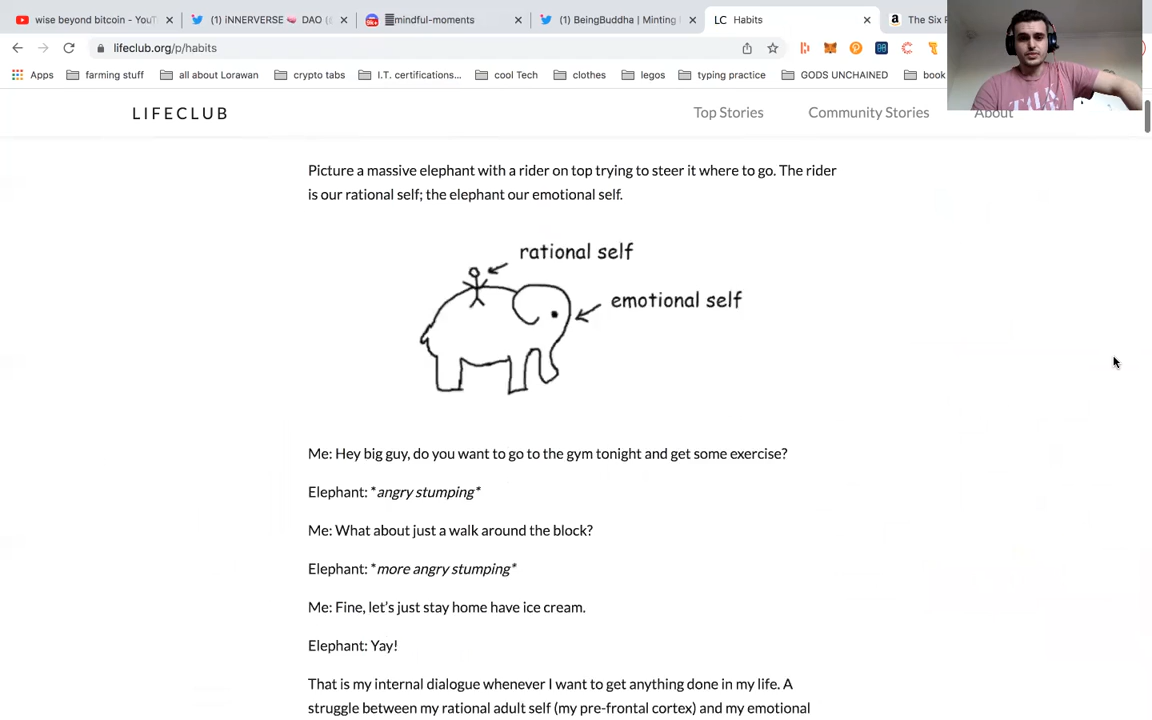 wise beyond bitcoin - YouT
(1) iNNERVERSE 🧠 DAO (
mindful-moments
(1) BeingBuddha | Minting
LC Habits
The Six
lifeclub.org/p/habits
Apps farming stuff all about Lorawan crypto tabs I.T. certifications... cool Tech clothes legos typing practice GODS UNCHAINED book
LIFECLUB Top Stories Community Stories About
Picture a massive elephant with a rider on top trying to steer it where to go. The rider
is our rational self; the elephant our emotional self.
rational self
emotional self
Me: Hey big guy, do you want to go to the gym tonight and get some exercise?
Elephant: *angry stumping*
Me: What about just a walk around the block?
Elephant: *more angry stumping*
Me: Fine, let's just stay home have ice cream.
Elephant: Yay!
That is my internal dialogue whenever I want to get anything done in my life. A
struggle between my rational adult self (my pre-frontal cortex) and my emotional